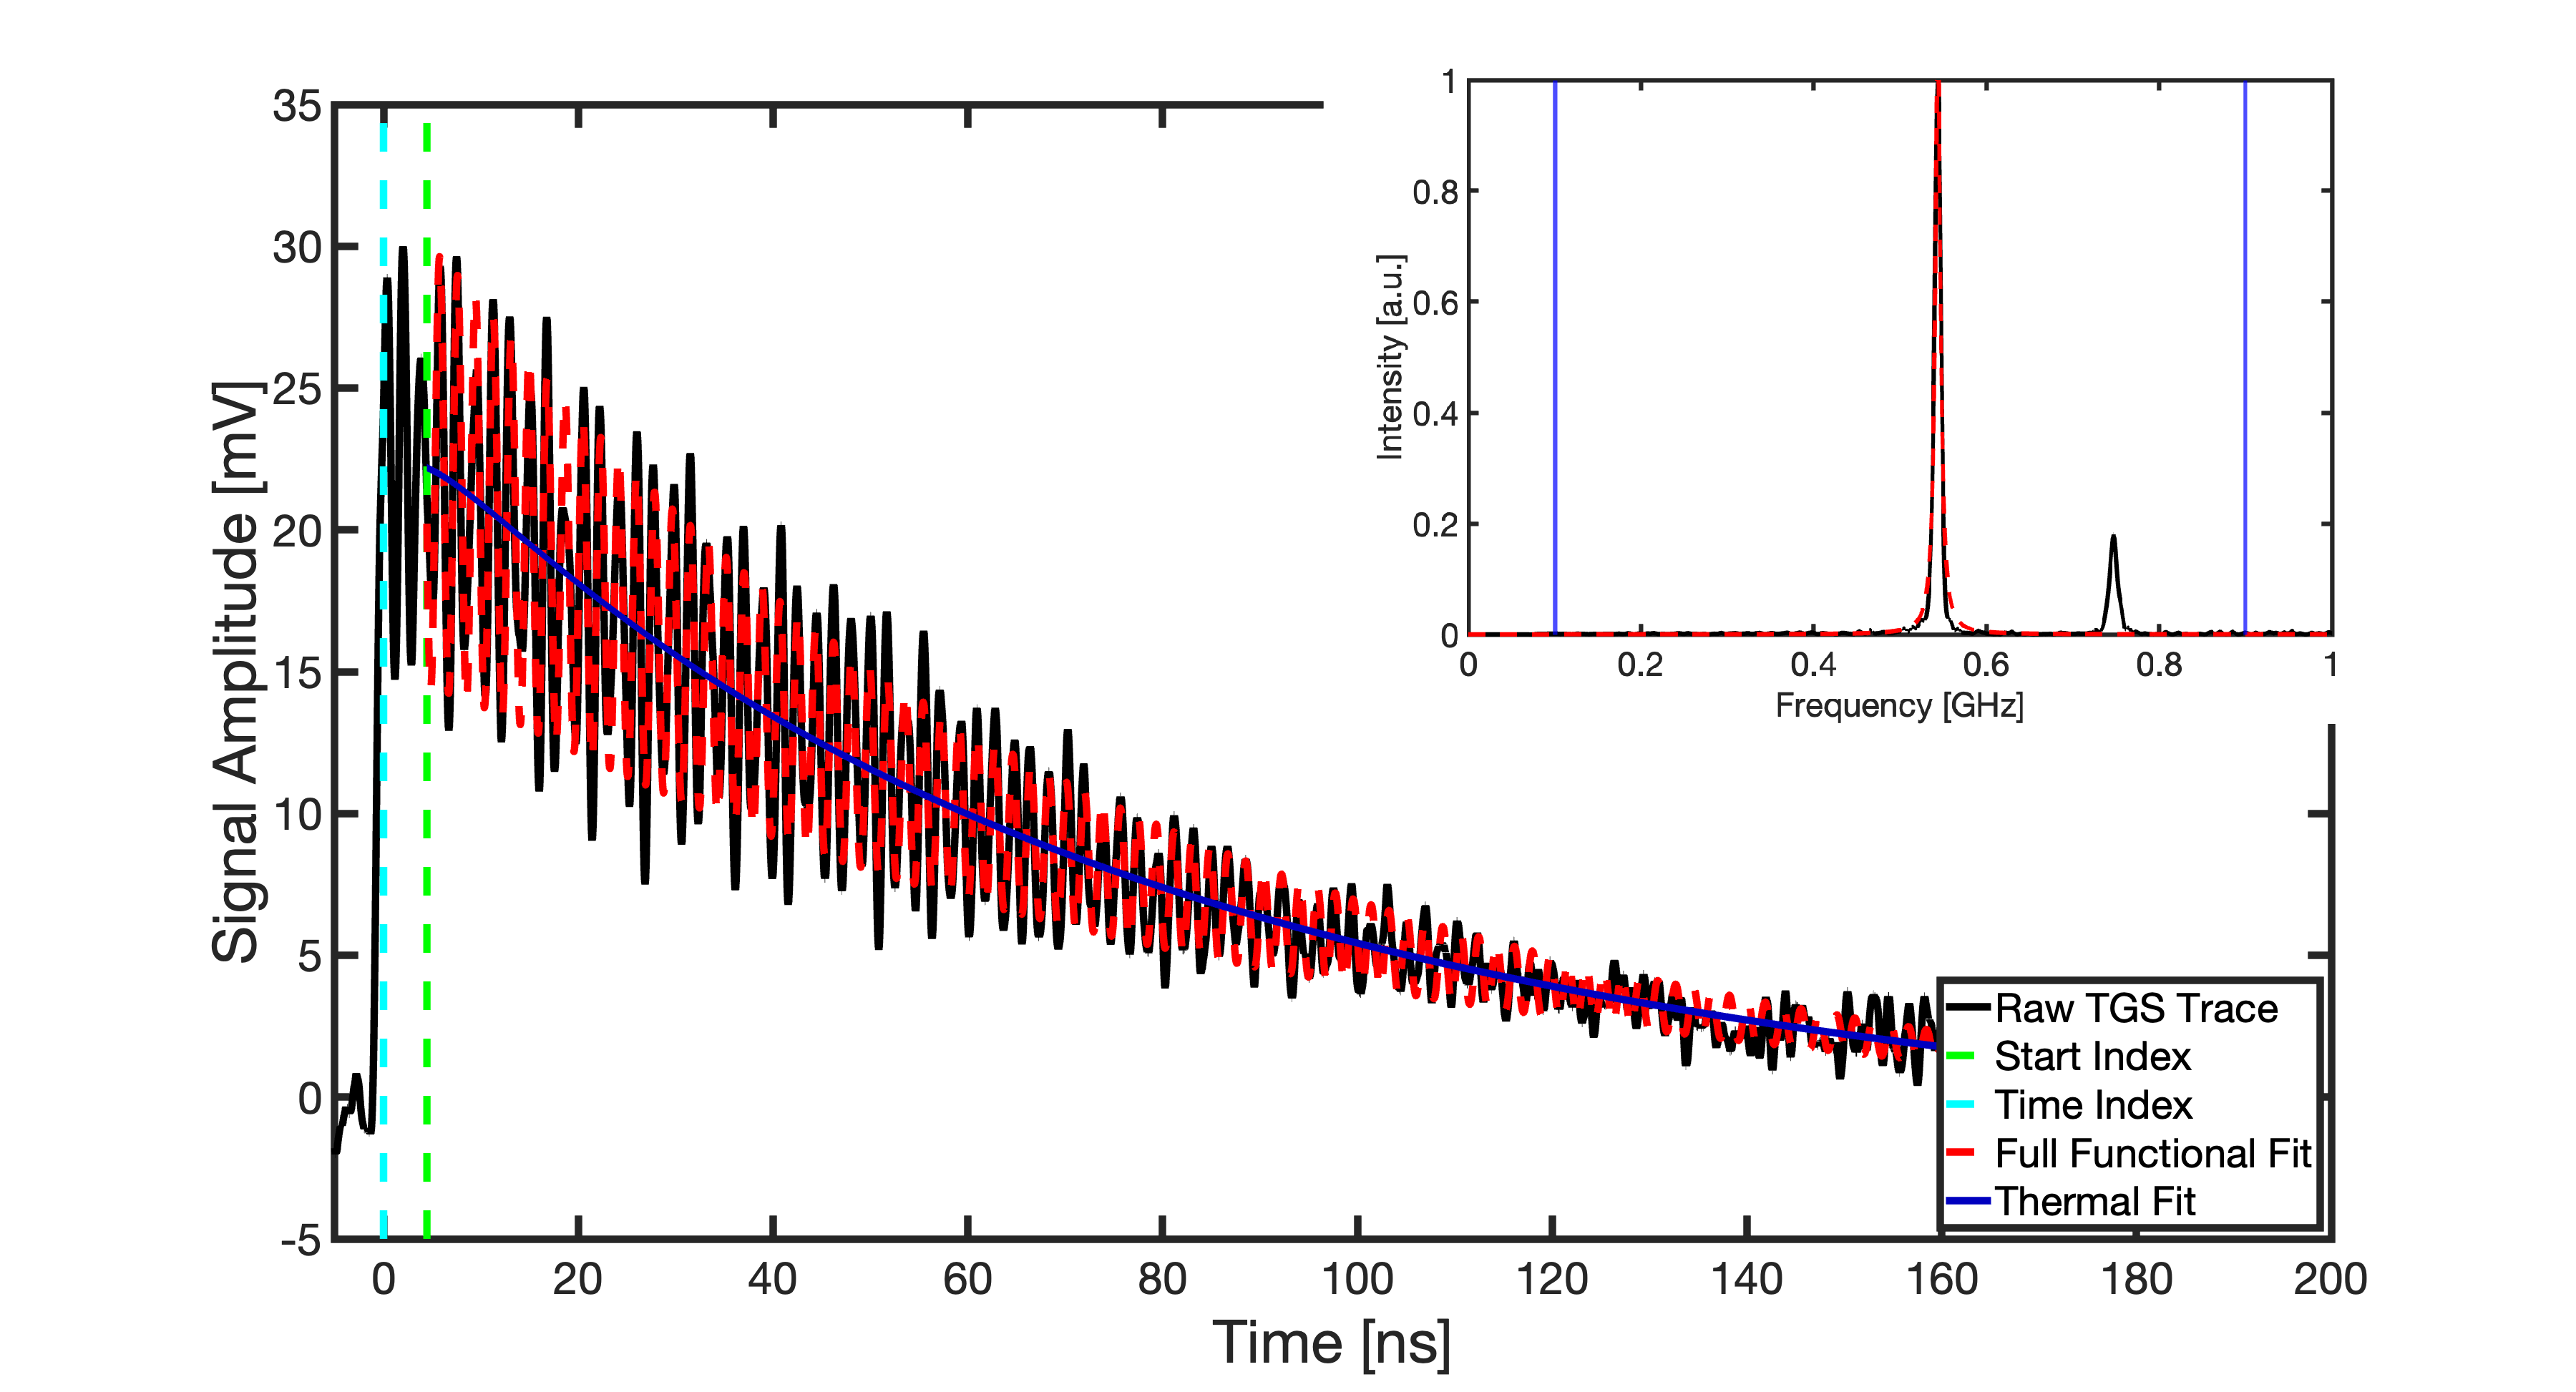 35
30
25
20
15
10
5
0
-5
Signal Amplitude [mV]
0 20 40 60 80 100 120 140 160 180 200
Time [ns]
1
0.8
0.6
0.4
0.2
0
Intensity [a.u.]
0 0.2 0.4 0.6 0.8 1
Frequency [GHz]
Raw TGS Trace
Start Index
Time Index
Full Functional Fit
Thermal Fit